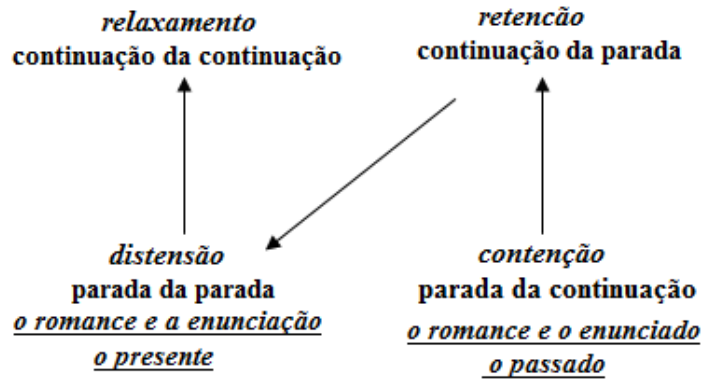 relaxamento
continuação da continuação
retencão
continuação da parada
distensão
parada da parada
o romance e a enunciação
o presente
contenção
parada da continuação
o romance e o enunciado
o passado